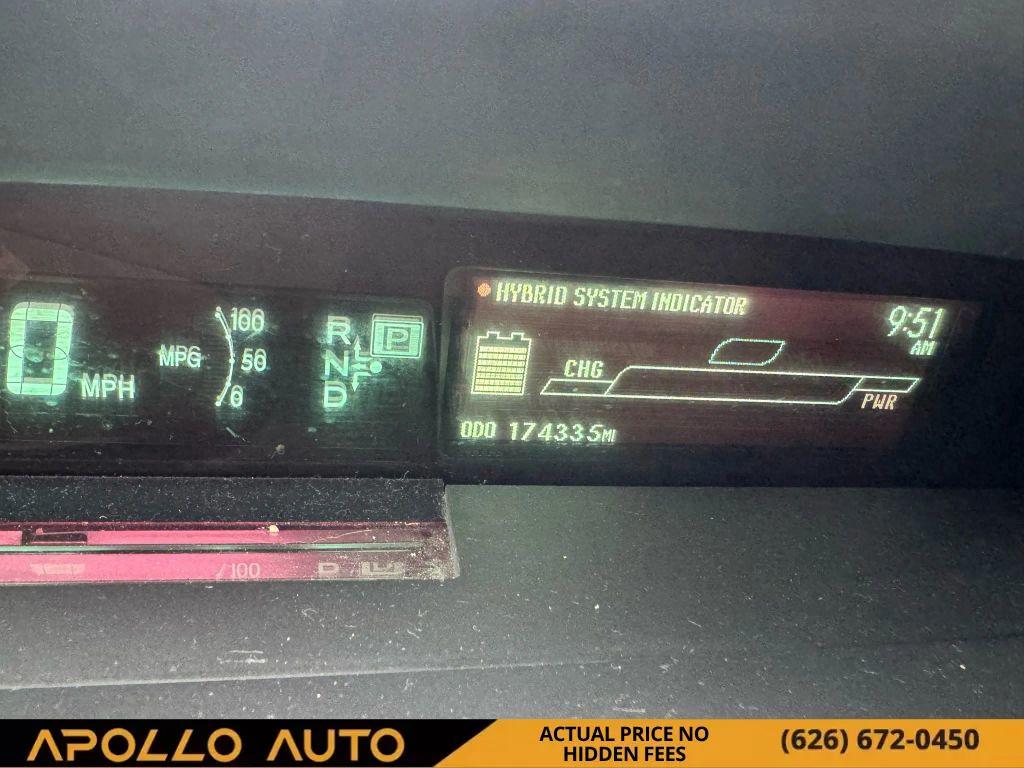 HYBRID SYSTEM INDICATOR
9:51
AM
0 MPH
MPG
100
50
0
R
N
D
P
CHG
PWR
ODO 174335MI
/100
D
APOLLO AUTO
ACTUAL PRICE NO
HIDDEN FEES
(626) 672-0450